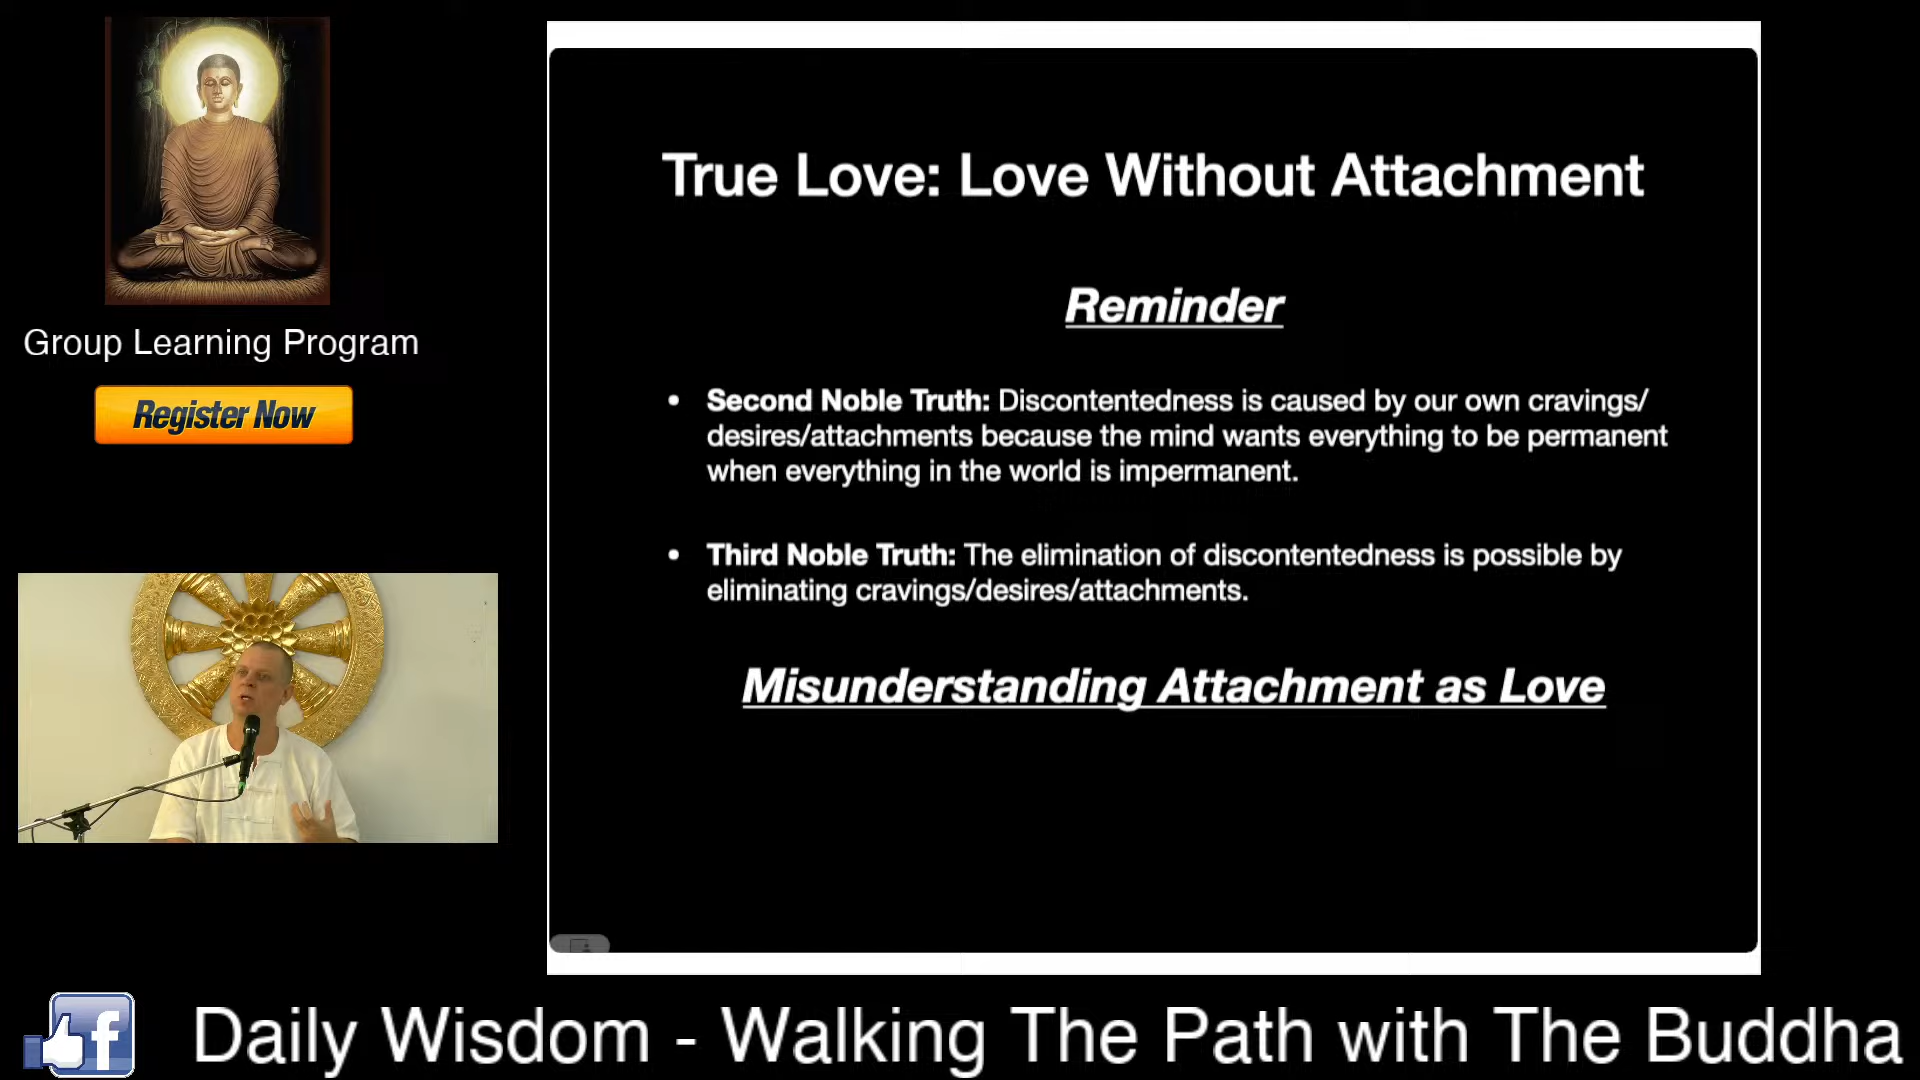 Group Learning Program
Register Now
True Love: Love Without Attachment
Reminder
• Second Noble Truth: Discontentedness is caused by our own cravings/
desires/attachments because the mind wants everything to be permanent
when everything in the world is impermanent.
• Third Noble Truth: The elimination of discontentedness is possible by
eliminating cravings/desires/attachments.
Misunderstanding Attachment as Love
f
Daily Wisdom - Walking The Path with The Buddha